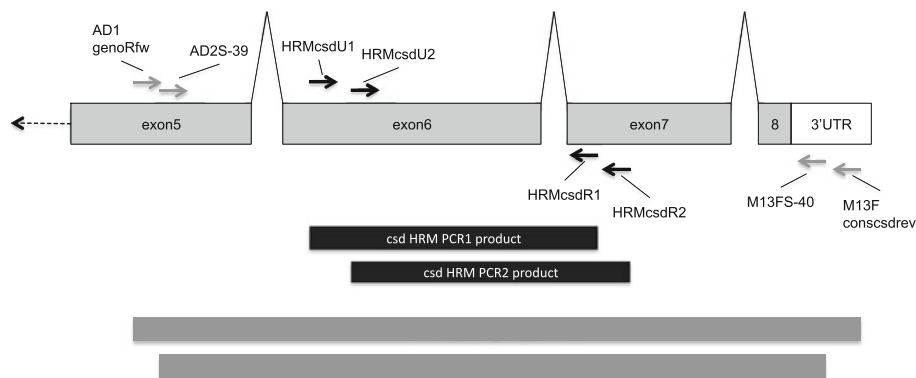 AD1
genoRfw
AD2S-39
HRMcsdU1
HRMcsdU2
exon5
exon6
exon7
8
3'UTR
HRMcsdR1
HRMcsdR2
M13FS-40
M13F
conscsdrev
csd HRM PCR1 product
csd HRM PCR2 product